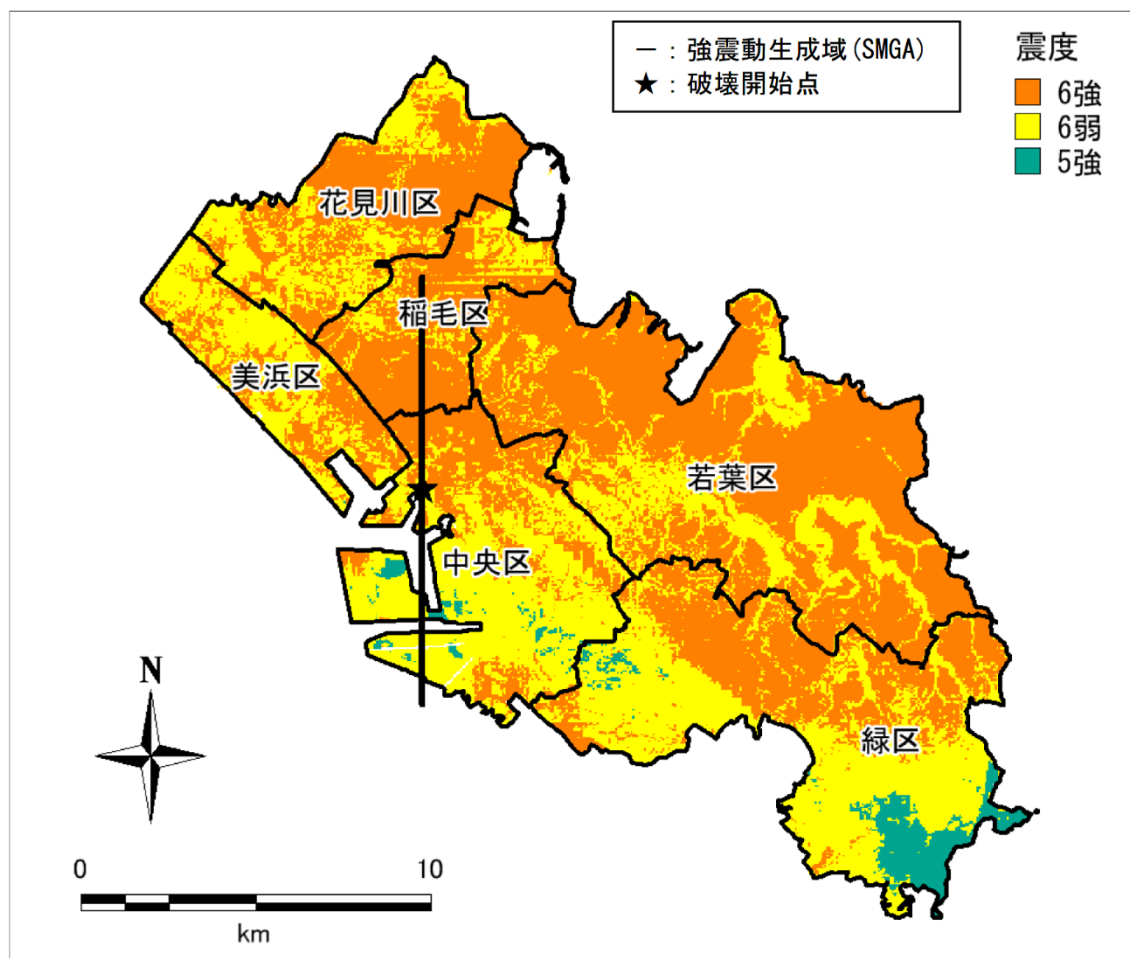 －：強震動生成域(SMGA)
★：破壊開始点
震度
6強
6弱
5強
花見川区
稲毛区
美浜区
若葉区
中央区
緑区
N
0 10
km